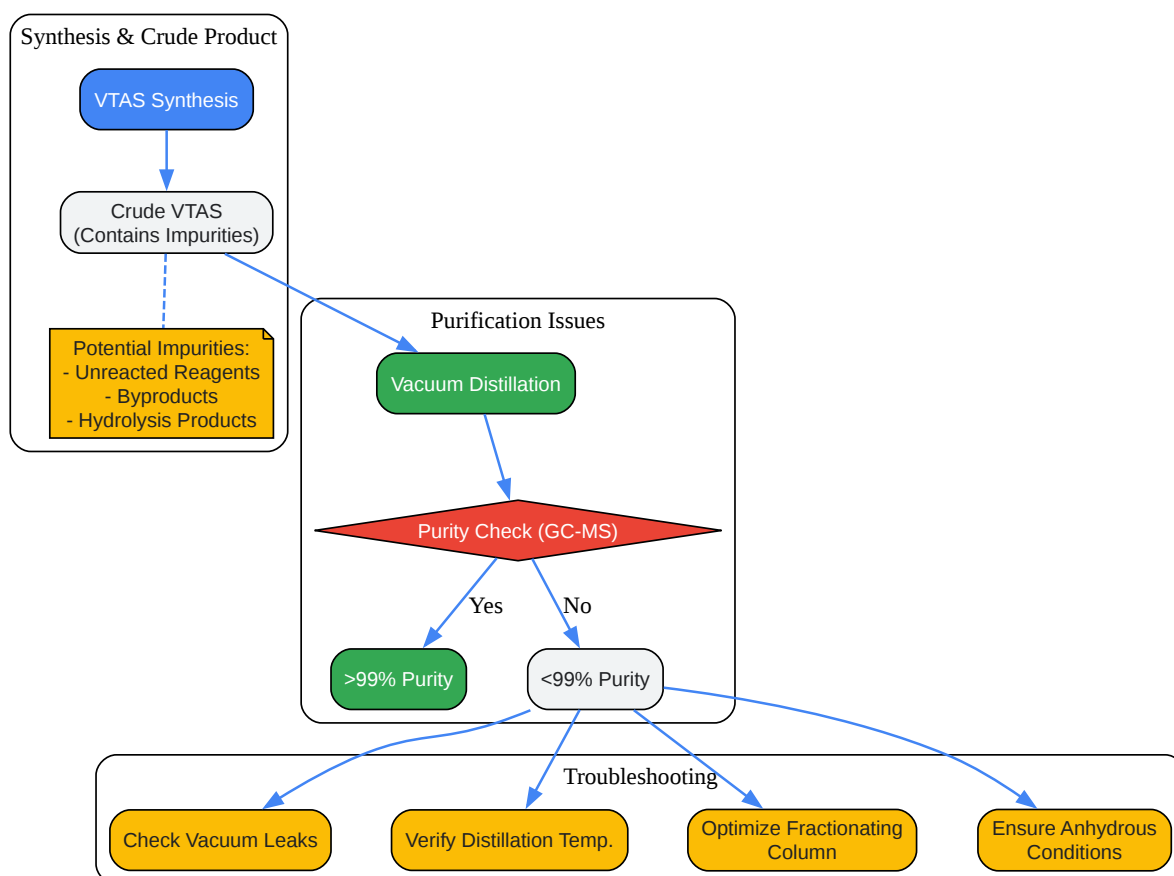 Synthesis & Crude Product
VTAS Synthesis
Crude VTAS
(Contains Impurities)
Potential Impurities:
- Unreacted Reagents
- Byproducts
- Hydrolysis Products
Purification Issues
Vacuum Distillation
Purity Check (GC-MS)
Yes
No
>99% Purity
<99% Purity
Troubleshooting
Check Vacuum Leaks
Verify Distillation Temp.
Optimize Fractionating
Column
Ensure Anhydrous
Conditions